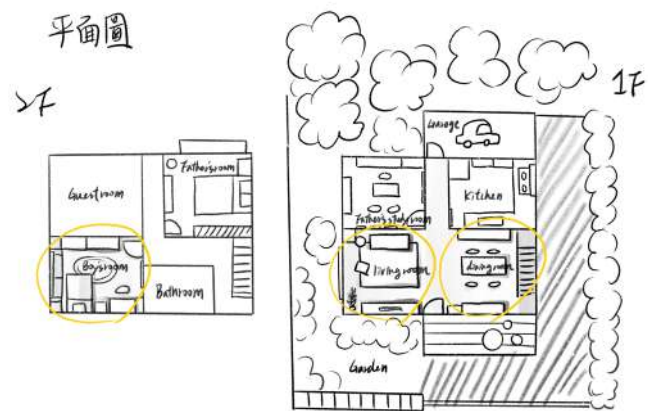 平面圖
2F
1F
Garage
Father's room
Guestroom
Kitchen
Father's study room
Boy's room
living room
dining room
Bathroom
Garden